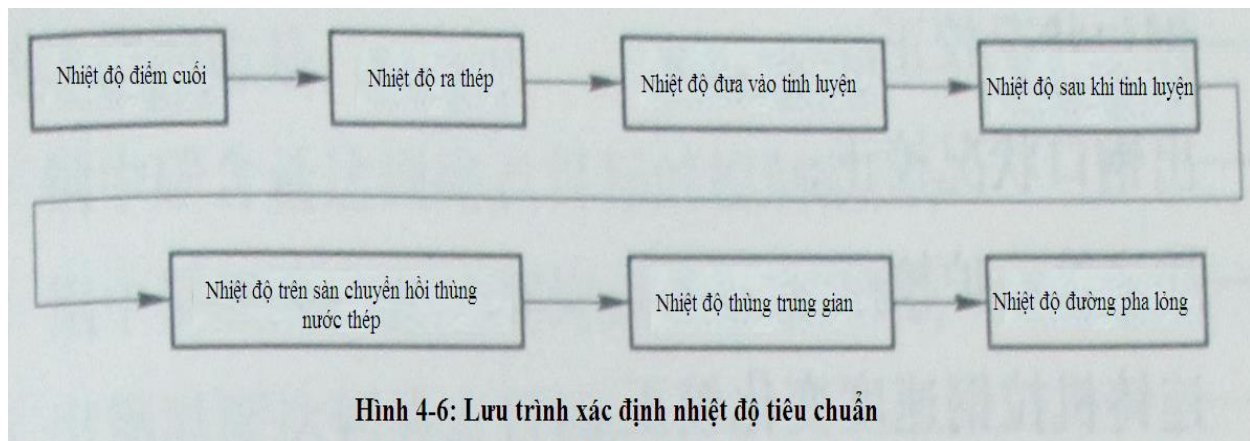 Nhiệt độ điểm cuối
Nhiệt độ ra thép
Nhiệt độ đưa vào tinh luyện
Nhiệt độ sau khi tinh luyện
Nhiệt độ trên sàn chuyển hồi thùng
nước thép
Nhiệt độ thùng trung gian
Nhiệt độ đường pha lỏng
Hình 4-6: Lưu trình xác định nhiệt độ tiêu chuẩn